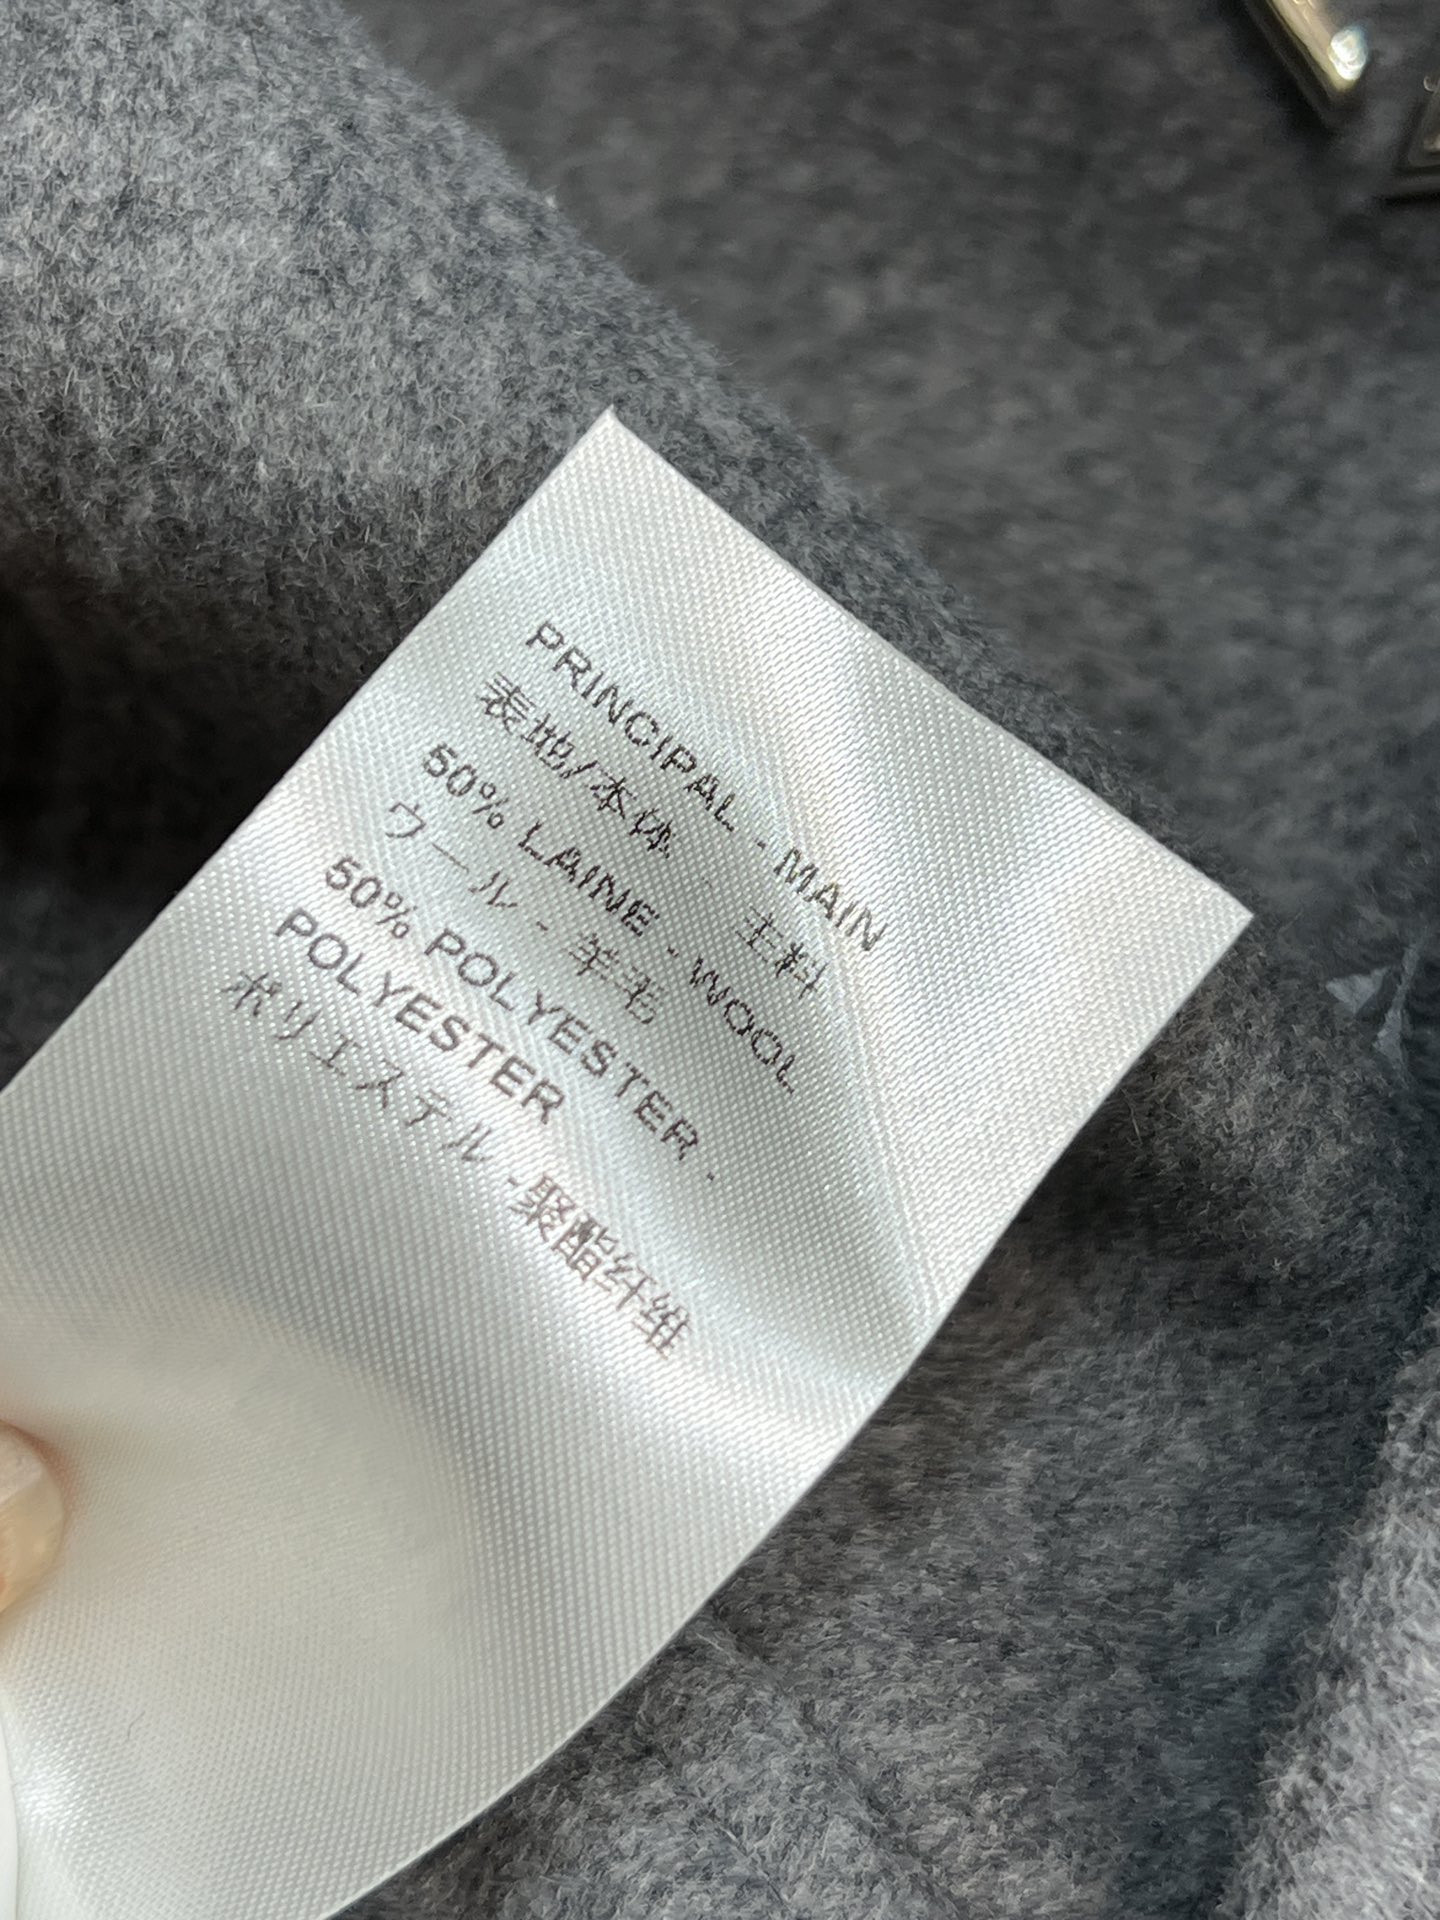 PRINCIPAL - MAIN
表地/本体 - 主料
50% LAINE - WOOL
ウール - 羊毛
50% POLYESTER -
POLYESTER
ポリエステル -聚酯纤维